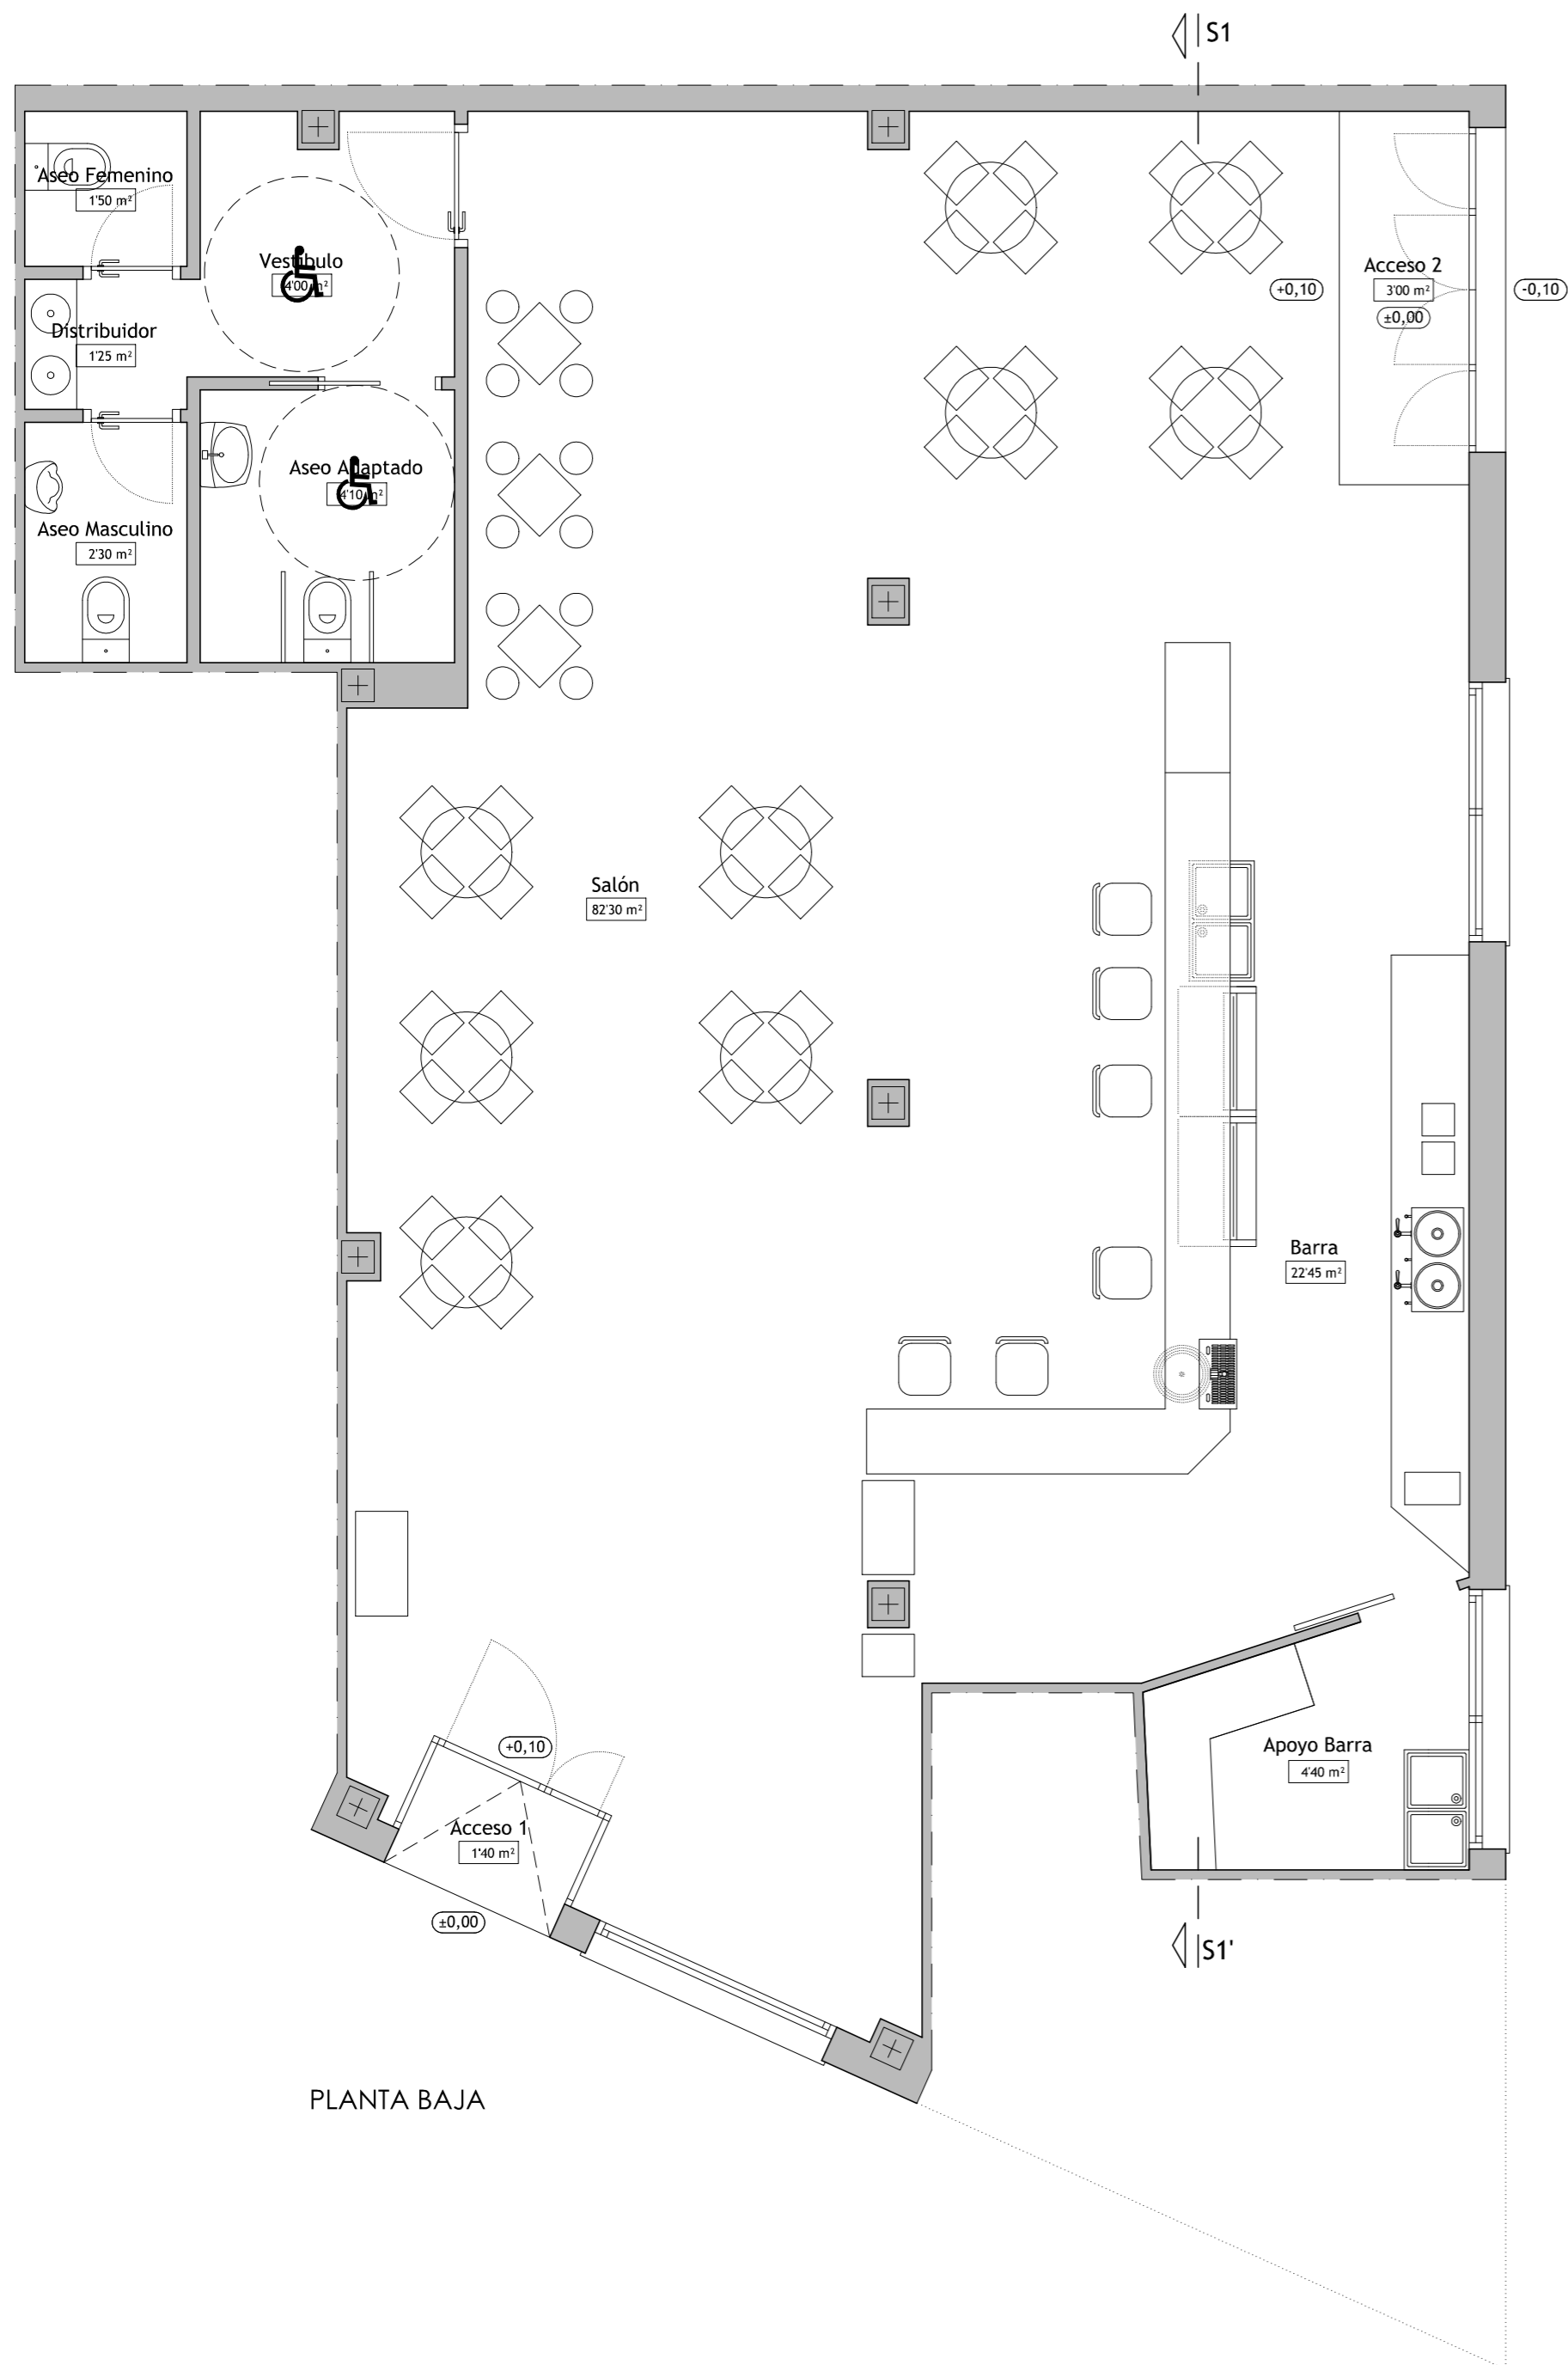 S1
Aseo Femenino
1'50 m²
Vestíbulo
4'00 m²
Acceso 2
3'00 m²
+0,10
-0,10
±0,00
Distribuidor
1'25 m²
Aseo Adaptado
4'10 m²
Aseo Masculino
2'30 m²
Salón
82'30 m²
Barra
22'45 m²
+0,10
Apoyo Barra
4'40 m²
Acceso 1
1'40 m²
±0,00
S1'
PLANTA BAJA